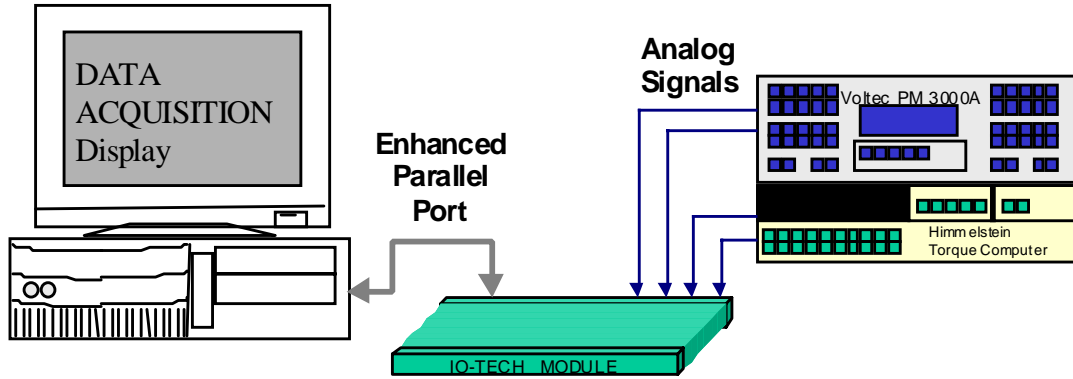 DATA
ACQUISITION
Display
Enhanced
Parallel
Port
Analog
Signals
Voltec PM 3000A
Himmelstein
Torque Computer
IO-TECH MODULE